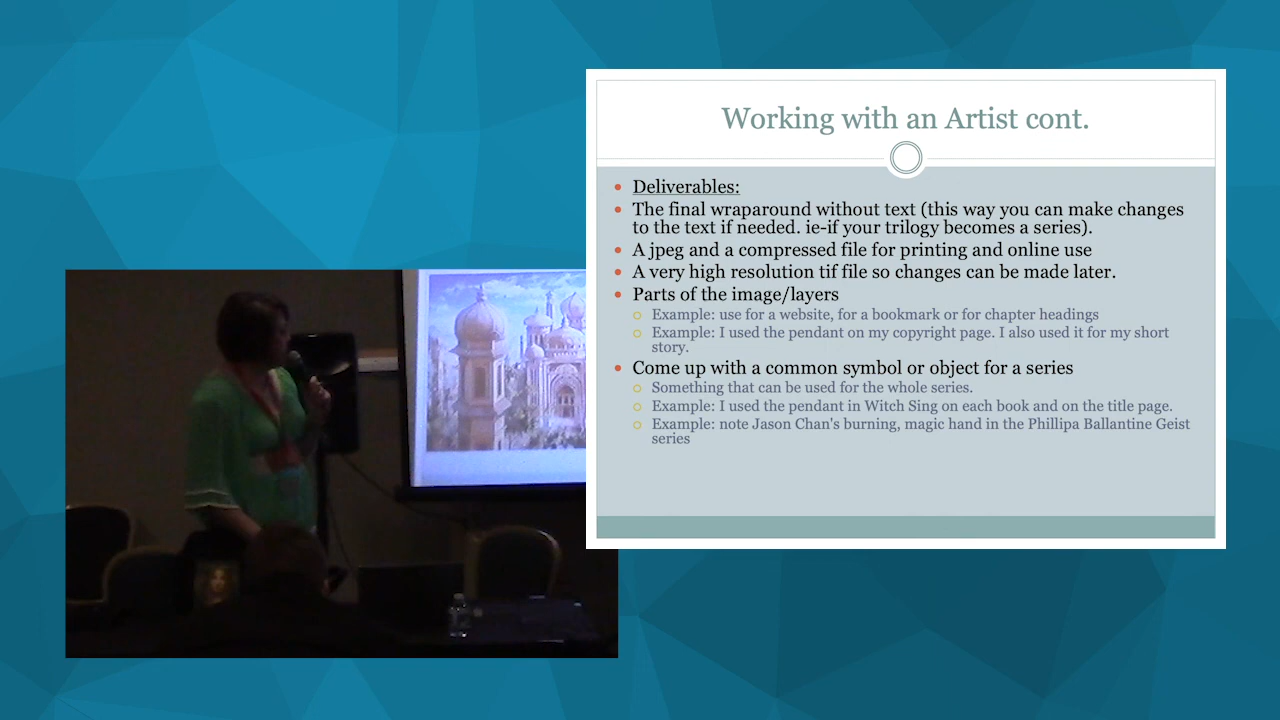 Working with an Artist cont.
Deliverables:
The final wraparound without text (this way you can make changes
to the text if needed. ie-if your trilogy becomes a series).
A jpeg and a compressed file for printing and online use
A very high resolution tif file so changes can be made later.
Parts of the image/layers
Example: use for a website, for a bookmark or for chapter headings
Example: I used the pendant on my copyright page. I also used it for my short
story.
Come up with a common symbol or object for a series
Something that can be used for the whole series.
Example: I used the pendant in Witch Sing on each book and on the title page.
Example: note Jason Chan's burning, magic hand in the Phillipa Ballantine Geist
series